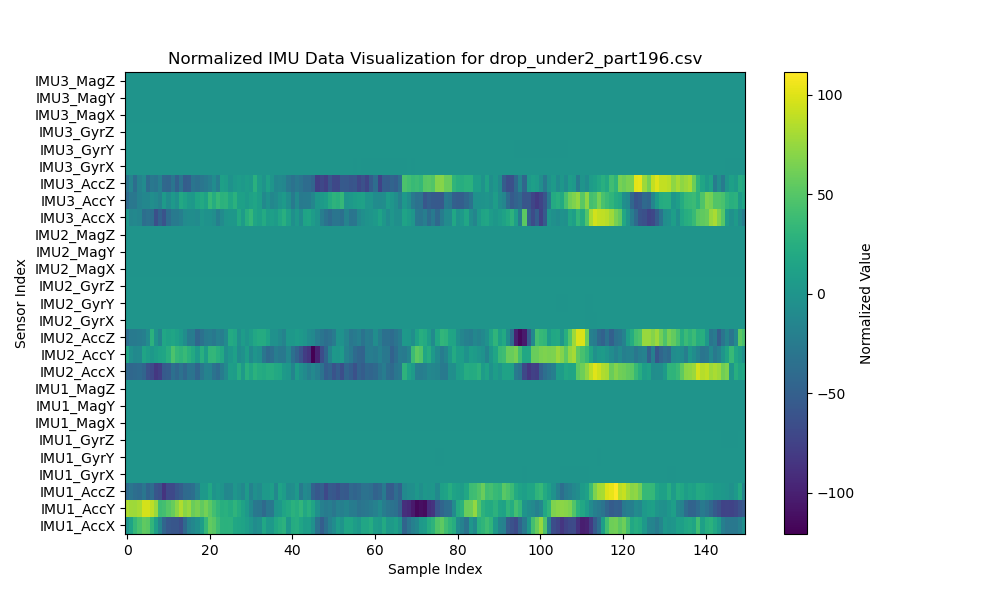 Normalized IMU Data Visualization for drop_under2_part196.csv
IMU3_MagZ
IMU3_MagY
IMU3_MagX
IMU3_GyrZ
IMU3_GyrY
IMU3_GyrX
IMU3_AccZ
IMU3_AccY
IMU3_AccX
IMU2_MagZ
IMU2_MagY
IMU2_MagX
IMU2_GyrZ
IMU2_GyrY
IMU2_GyrX
IMU2_AccZ
IMU2_AccY
IMU2_AccX
IMU1_MagZ
IMU1_MagY
IMU1_MagX
IMU1_GyrZ
IMU1_GyrY
IMU1_GyrX
IMU1_AccZ
IMU1_AccY
IMU1_AccX
Sensor Index
0 20 40 60 80 100 120 140
Sample Index
100
50
0
−50
−100
Normalized Value